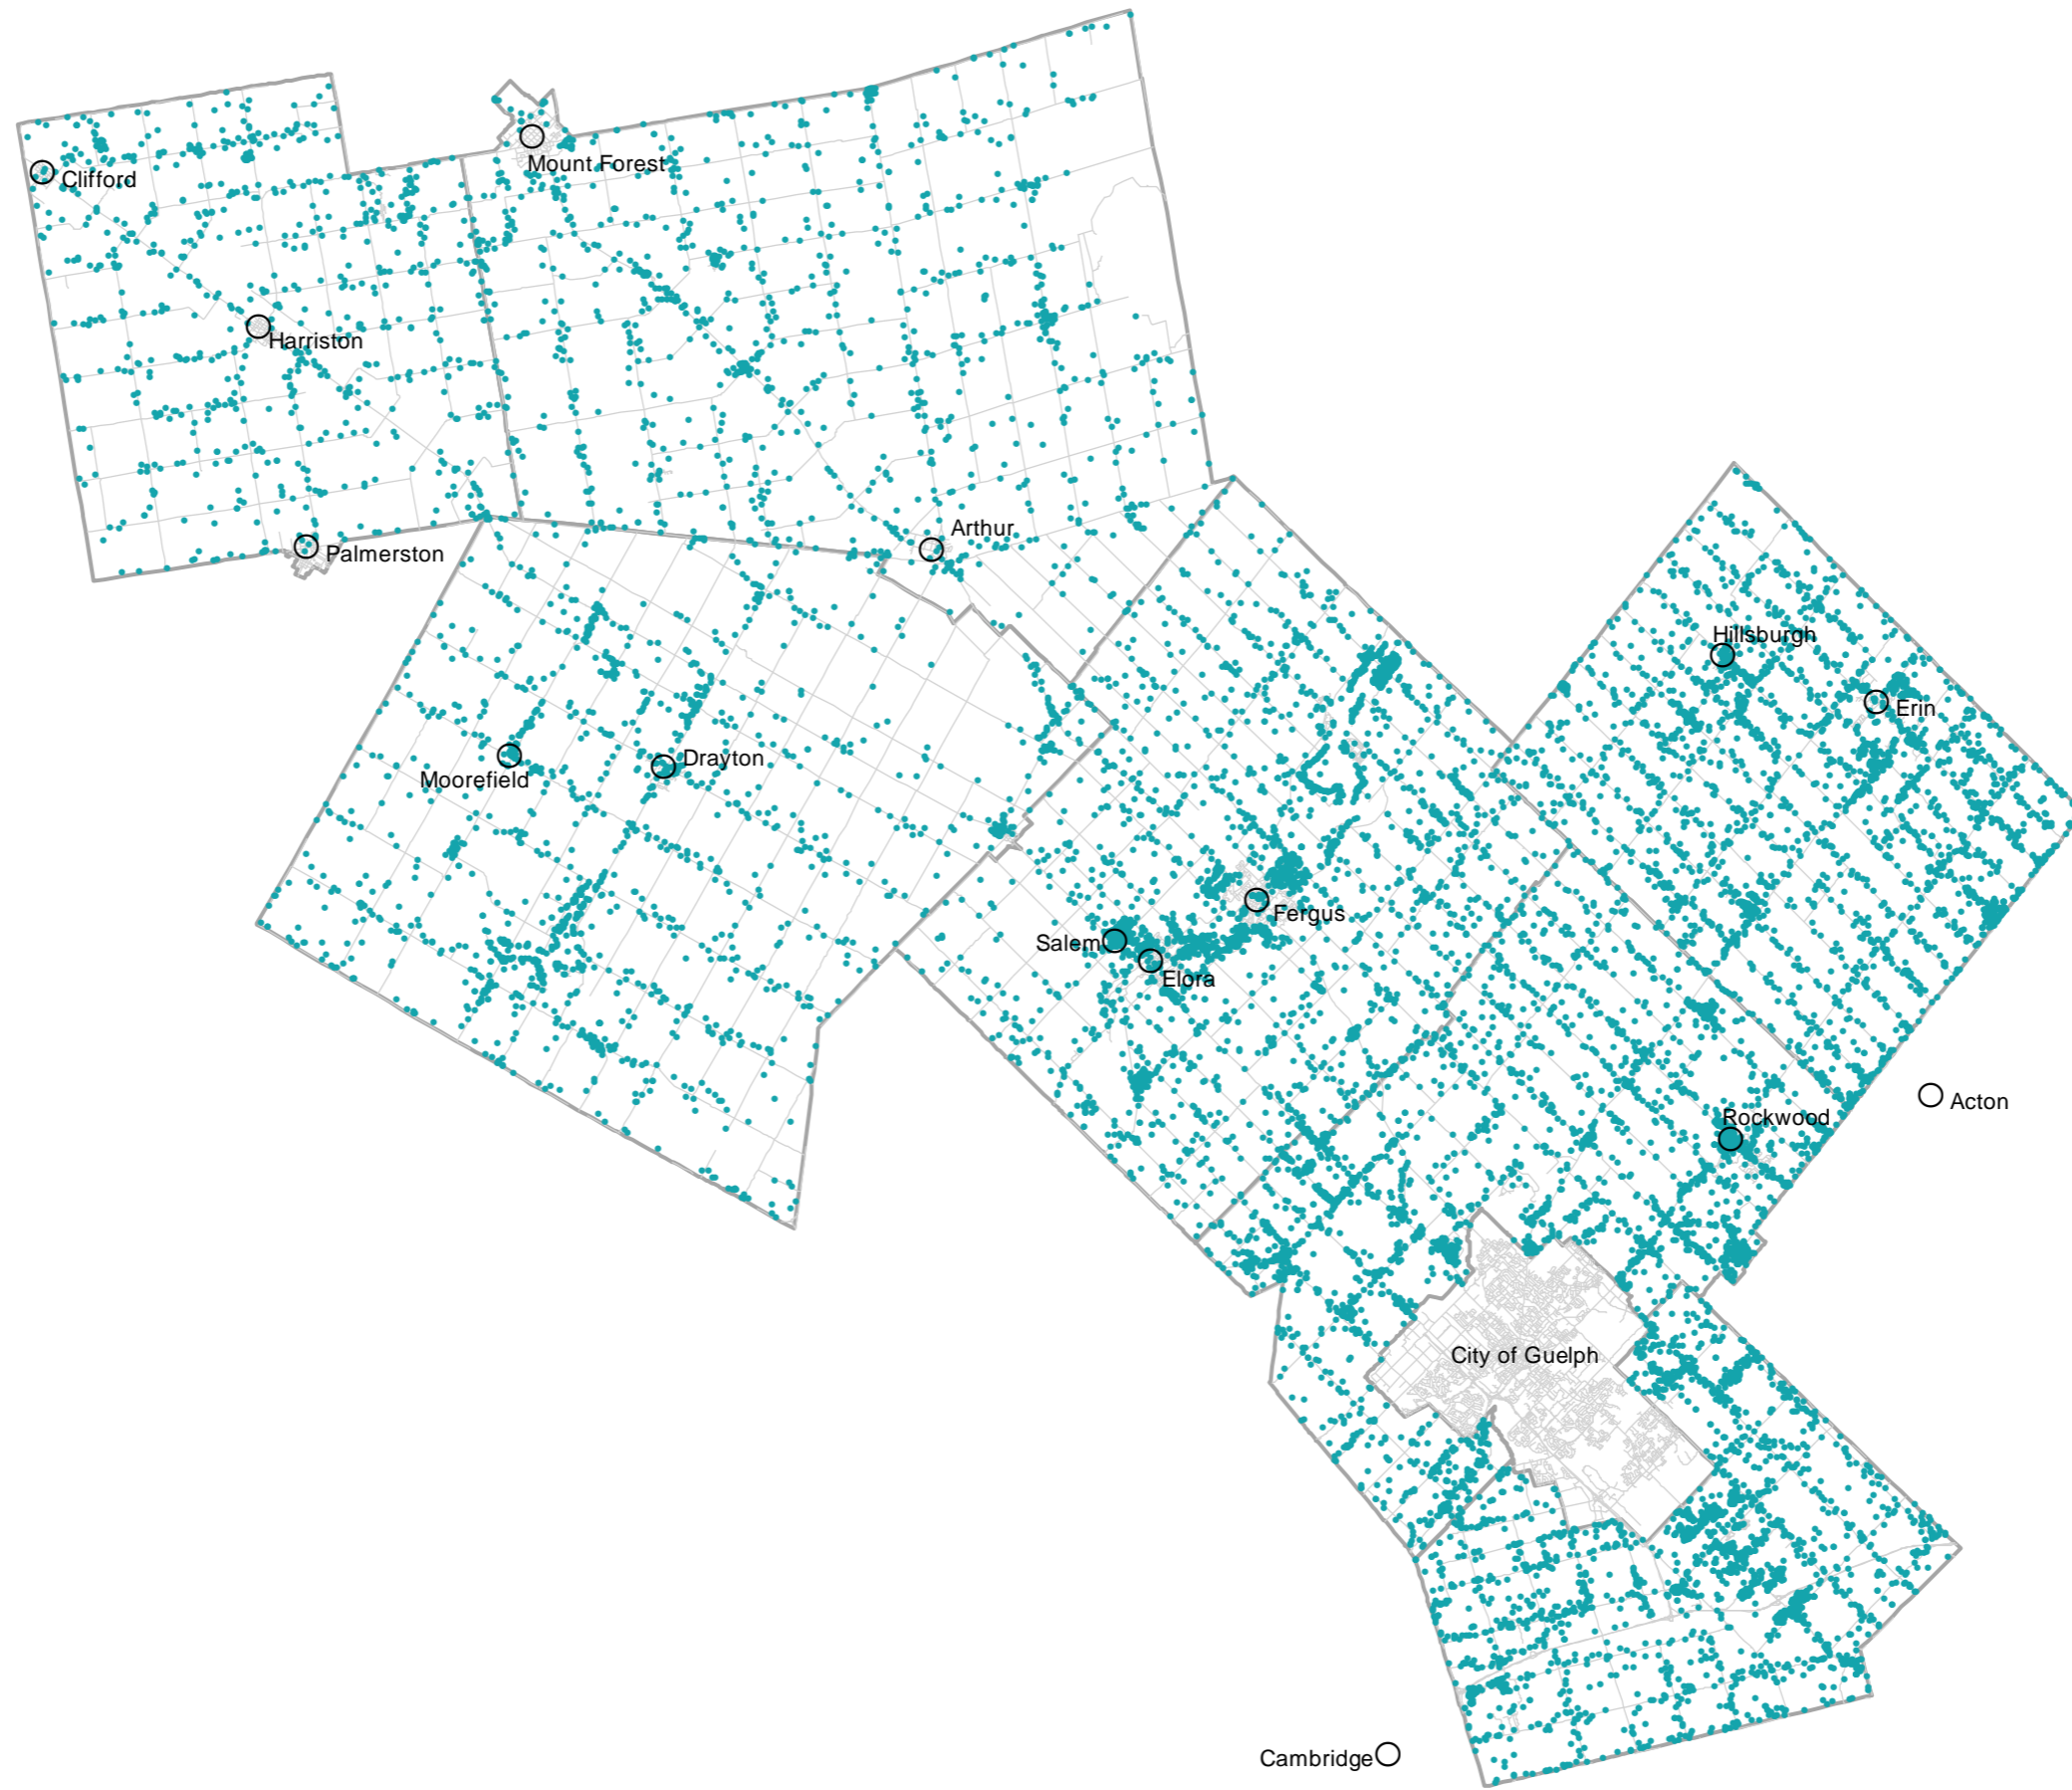 Mount Forest
Clifford
Harriston
Arthur
Palmerston
Hillsburgh
Erin
Drayton
Moorefield
Fergus
Salem
Elora
Acton
Rockwood
City of Guelph
Cambridge